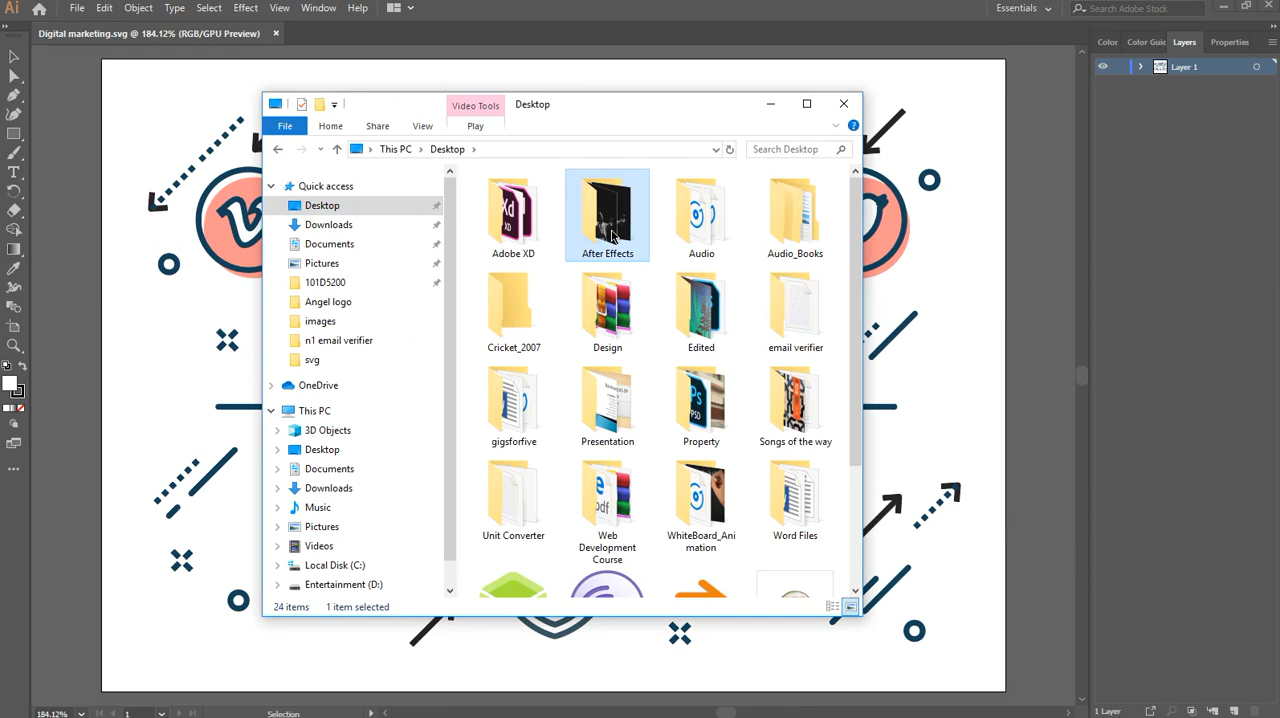 Ai File Edit Object Type Select Effect View Window Help Essentials Search Adobe Stock
Digital marketing.svg @ 184.12% (RGB/GPU Preview) ×
Color Color Guic Layers Properties
Layer 1
Video Tools Desktop
File Home Share View Play
This PC Desktop Search Desktop
Quick access
Desktop
Downloads
Documents
Pictures
101D5200
Angel logo
images
n1 email verifier
svg
OneDrive
This PC
3D Objects
Desktop
Documents
Downloads
Music
Pictures
Videos
Local Disk (C:)
Entertainment (D:)
Adobe XD After Effects Audio Audio_Books
Cricket_2007 Design Edited email verifier
gigsforfive Presentation Property Songs of the way
Unit Converter Web Development Course WhiteBoard_Animation Word Files
24 items 1 item selected
184.12% 1 Selection 1 Layer